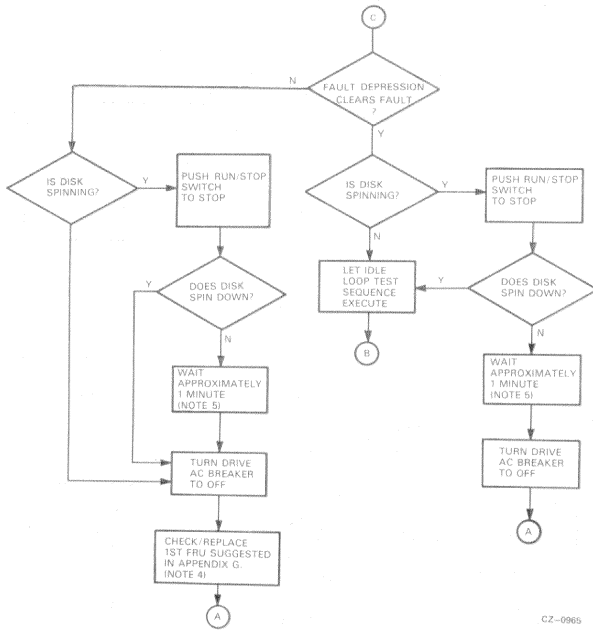 C
FAULT DEPRESSION
CLEARS FAULT
?
N
Y
IS DISK
SPINNING?
Y
PUSH RUN/STOP
SWITCH
TO STOP
IS DISK
SPINNING?
Y
N
PUSH RUN/STOP
SWITCH
TO STOP
DOES DISK
SPIN DOWN?
Y
N
LET IDLE
LOOP TEST
SEQUENCE
EXECUTE
B
DOES DISK
SPIN DOWN?
Y
N
WAIT
APPROXIMATELY
1 MINUTE
(NOTE 5)
WAIT
APPROXIMATELY
1 MINUTE
(NOTE 5)
TURN DRIVE
AC BREAKER
TO OFF
TURN DRIVE
AC BREAKER
TO OFF
A
CHECK/REPLACE
1ST FRU SUGGESTED
IN APPENDIX G.
(NOTE 4)
A
CZ-0965